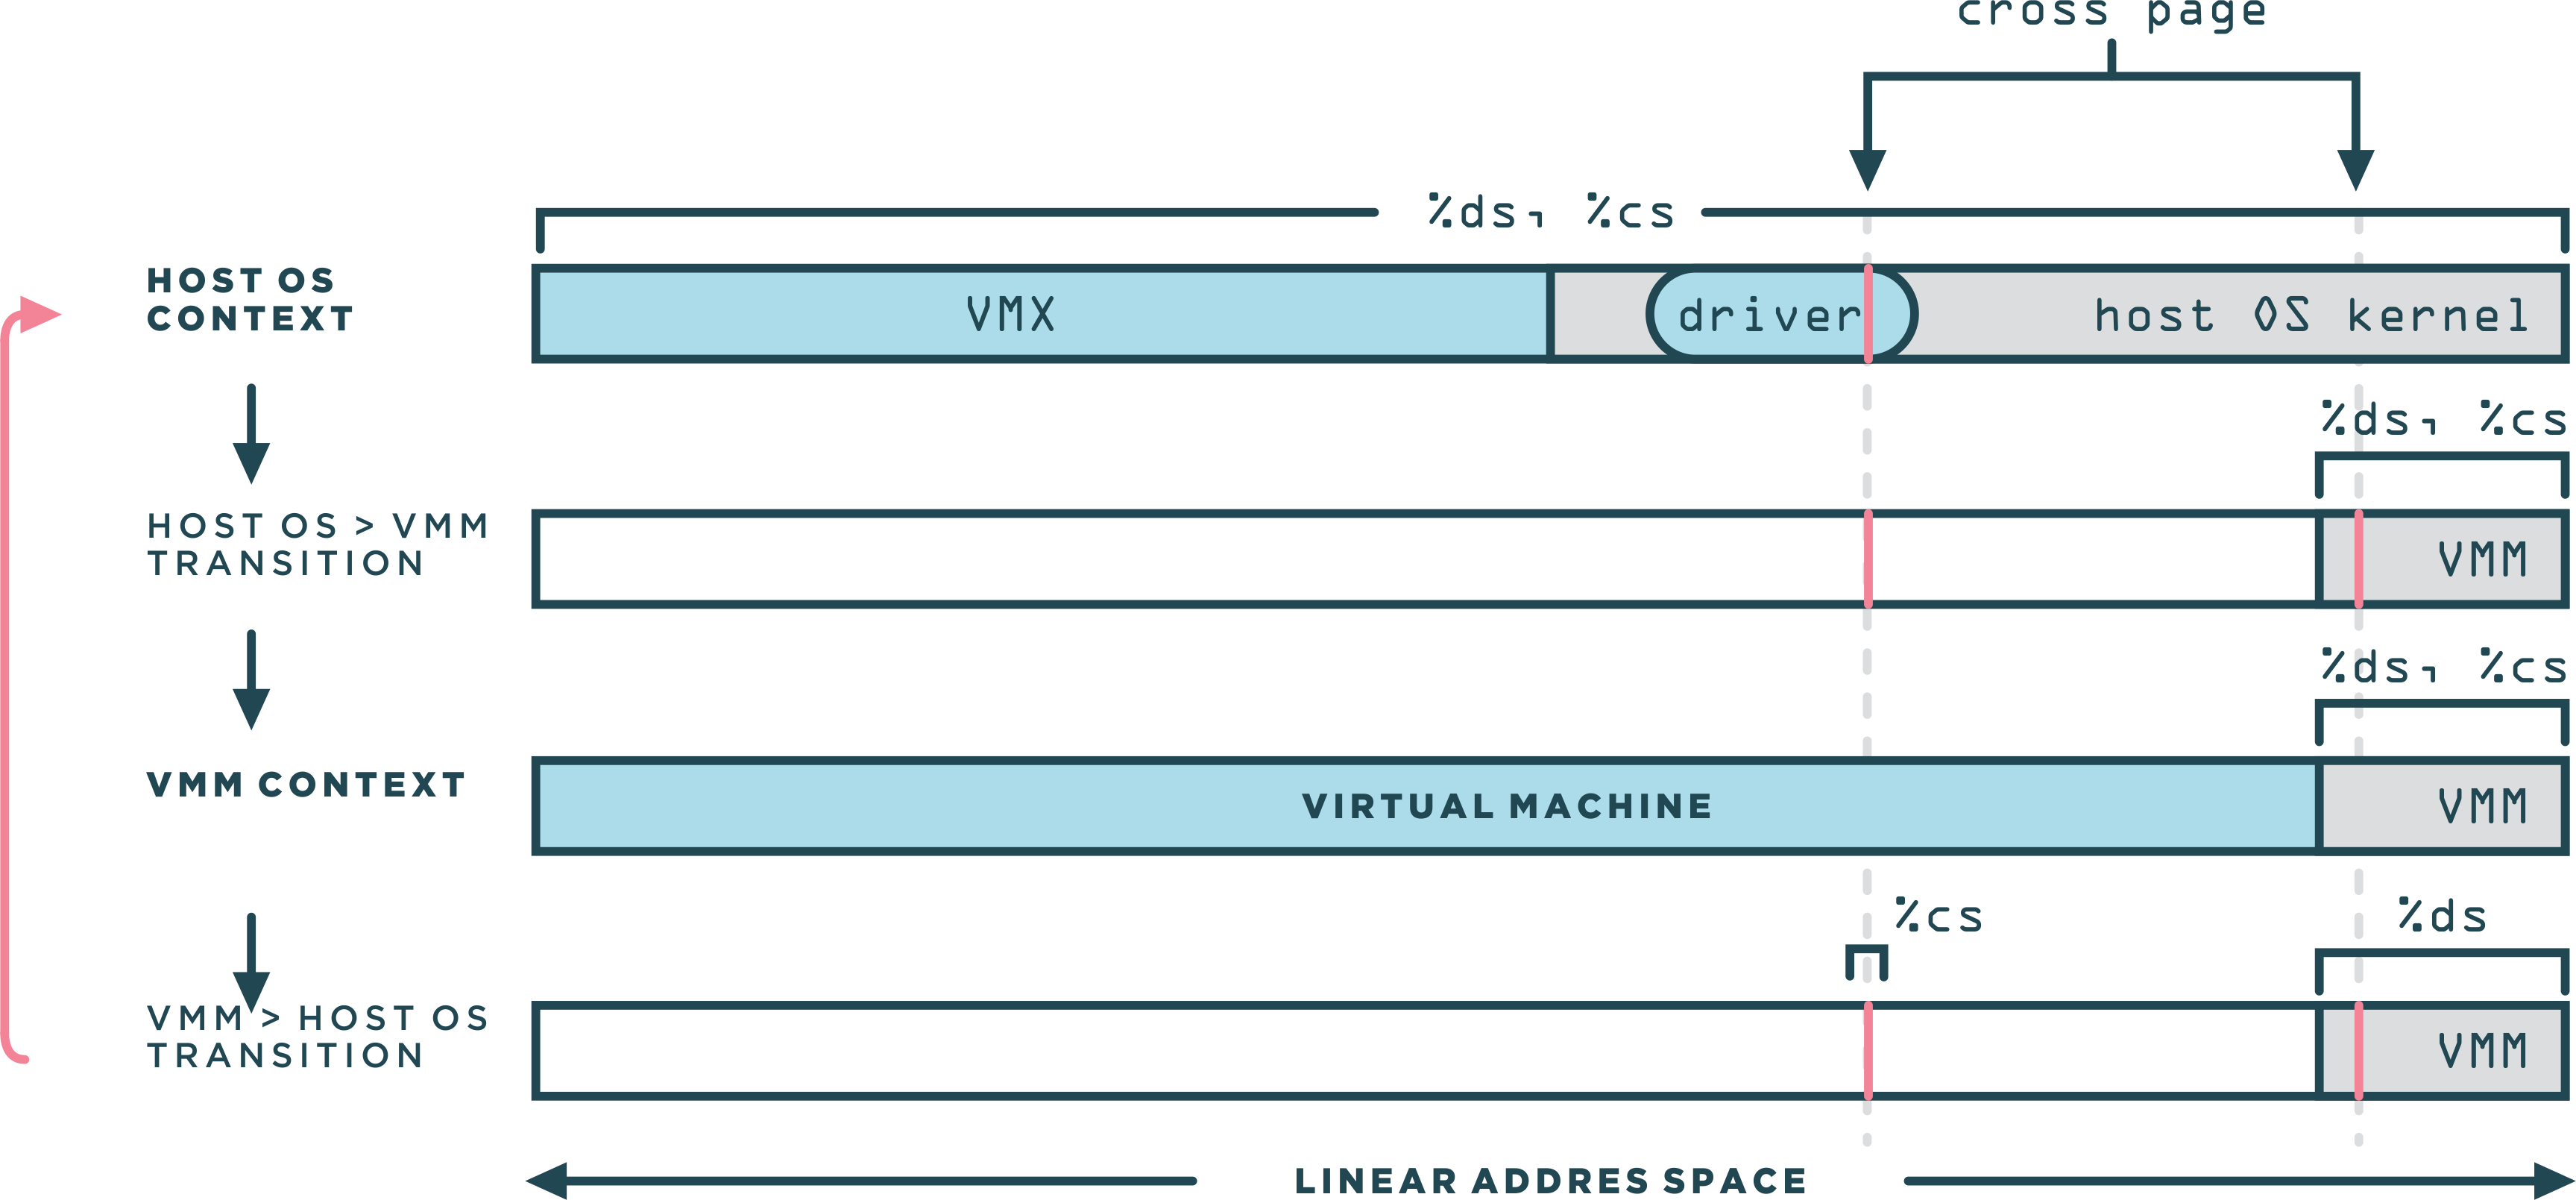 cross page
%ds, %cs
HOST OS
CONTEXT
VMX
driver
host OS kernel
%ds, %cs
HOST OS > VMM
TRANSITION
VMM
%ds, %cs
VMM CONTEXT
VIRTUAL MACHINE
VMM
%cs
%ds
VMM > HOST OS
TRANSITION
VMM
LINEAR ADDRES SPACE